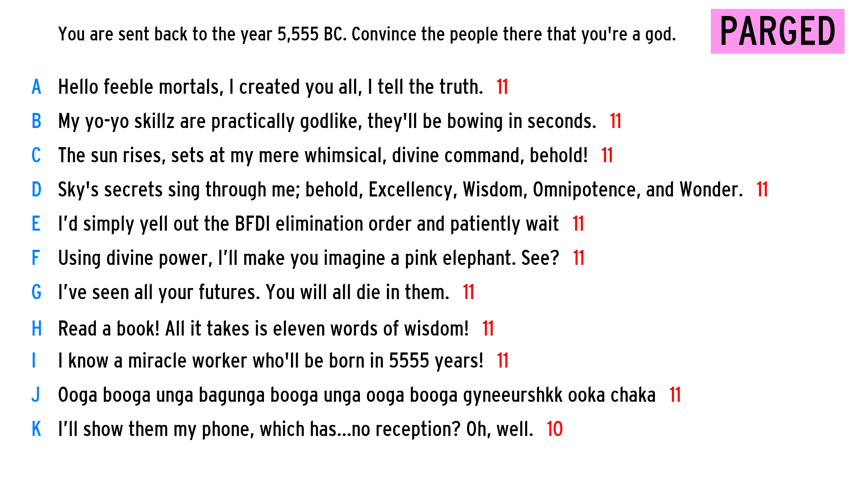 You are sent back to the year 5,555 BC. Convince the people there that you're a god. PARGED
A Hello feeble mortals, I created you all, I tell the truth. 11
B My yo-yo skillz are practically godlike, they'll be bowing in seconds. 11
C The sun rises, sets at my mere whimsical, divine command, behold! 11
D Sky's secrets sing through me; behold, Excellency, Wisdom, Omnipotence, and Wonder. 11
E I'd simply yell out the BFDI elimination order and patiently wait 11
F Using divine power, I'll make you imagine a pink elephant. See? 11
G I've seen all your futures. You will all die in them. 11
H Read a book! All it takes is eleven words of wisdom! 11
I I know a miracle worker who'll be born in 5555 years! 11
J Ooga booga unga bagunga booga unga ooga booga gyneeurshkk ooka chaka 11
K I'll show them my phone, which has...no reception? Oh, well. 10